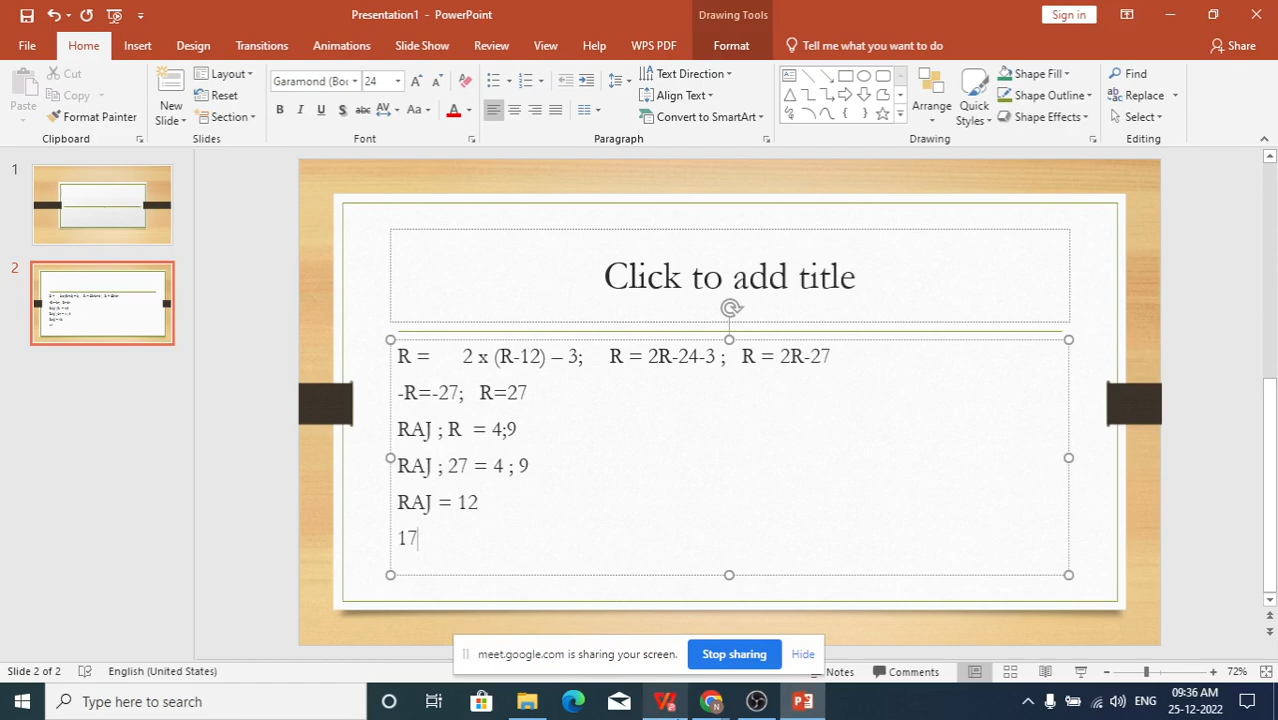 Presentation1 - PowerPoint
Drawing Tools
Sign in
File Home Insert Design Transitions Animations Slide Show Review View Help WPS PDF Format Tell me what you want to do Share
Paste
Cut
Copy
Format Painter
Clipboard
New Slide
Layout
Reset
Section
Slides
Garamond (Boc 24
B I U S abc AV Aa A
Font
Text Direction
Align Text
Convert to SmartArt
Paragraph
Arrange
Quick Styles
Shape Fill
Shape Outline
Shape Effects
Drawing
Find
Replace
Select
Editing
1
2
Click to add title
R = 2 x (R-12) – 3; R = 2R-24-3 ; R = 2R-27
-R=-27; R=27
RAJ ; R = 4;9
RAJ ; 27 = 4 ; 9
RAJ = 12
17
meet.google.com is sharing your screen. Stop sharing Hide
Slide 2 of 2 English (United States) Notes Comments 72%
Type here to search
ENG
09:36 AM
25-12-2022